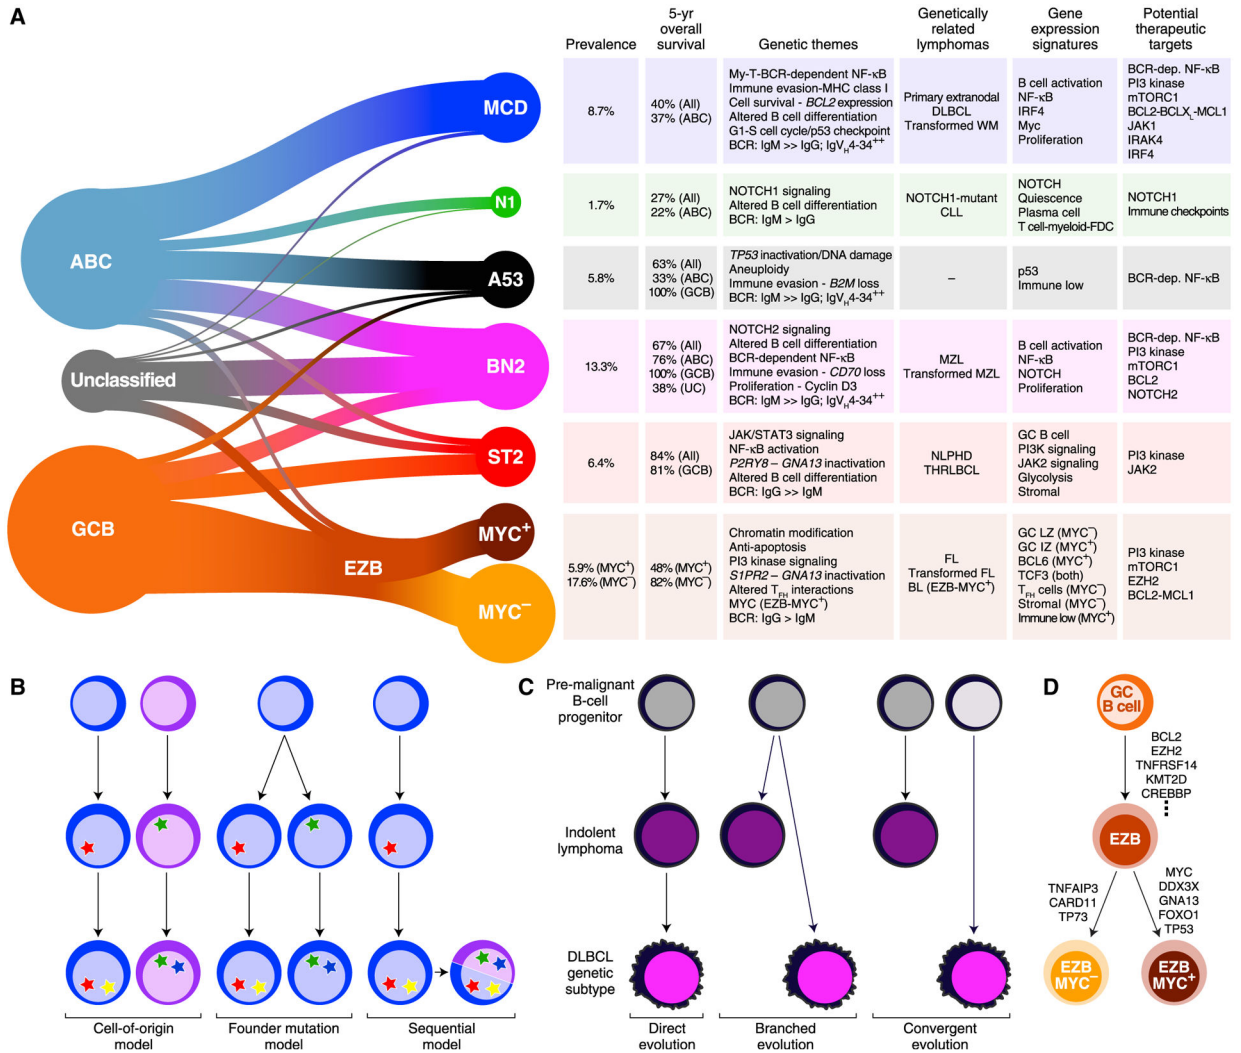 A
Prevalence
5-yr
overall
survival
Genetic themes
Genetically
related
lymphomas
Gene
expression
signatures
Potential
therapeutic
targets
ABC
Unclassified
GCB
EZB
MCD
8.7%
40% (All)
37% (ABC)
My-T-BCR-dependent NF-κB
Immune evasion-MHC class I
Cell survival - BCL2 expression
Altered B cell differentiation
G1-S cell cycle/p53 checkpoint
BCR: IgM >> IgG; IgV_H4-34^++
Primary extranodal
DLBCL
Transformed WM
B cell activation
NF-κB
IRF4
Myc
Proliferation
BCR-dep. NF-κB
PI3 kinase
mTORC1
BCL2-BCLX_L-MCL1
JAK1
IRAK4
IRF4
N1
1.7%
27% (All)
22% (ABC)
NOTCH1 signaling
Altered B cell differentiation
BCR: IgM > IgG
NOTCH1-mutant
CLL
NOTCH
Quiescence
Plasma cell
T cell-myeloid-FDC
NOTCH1
Immune checkpoints
A53
5.8%
63% (All)
33% (ABC)
100% (GCB)
TP53 inactivation/DNA damage
Aneuploidy
Immune evasion - B2M loss
BCR: IgM >> IgG; IgV_H4-34^++
–
p53
Immune low
BCR-dep. NF-κB
BN2
13.3%
67% (All)
76% (ABC)
100% (GCB)
38% (UC)
NOTCH2 signaling
Altered B cell differentiation
BCR-dependent NF-κB
Immune evasion - CD70 loss
Proliferation - Cyclin D3
BCR: IgM >> IgG; IgV_H4-34^++
MZL
Transformed MZL
B cell activation
NF-κB
NOTCH
Proliferation
BCR-dep. NF-κB
PI3 kinase
mTORC1
BCL2
NOTCH2
ST2
6.4%
84% (All)
81% (GCB)
JAK/STAT3 signaling
NF-κB activation
P2RY8 – GNA13 inactivation
Altered B cell differentiation
BCR: IgG >> IgM
NLPHD
THRLBCL
GC B cell
PI3K signaling
JAK2 signaling
Glycolysis
Stromal
PI3 kinase
JAK2
MYC^+
MYC^–
5.9% (MYC^+)
17.6% (MYC^–)
48% (MYC^+)
82% (MYC^–)
Chromatin modification
Anti-apoptosis
PI3 kinase signaling
S1PR2 – GNA13 inactivation
Altered T_FH interactions
MYC (EZB-MYC^+)
BCR: IgG > IgM
FL
Transformed FL
BL (EZB-MYC^+)
GC LZ (MYC^–)
GC IZ (MYC^+)
BCL6 (MYC^+)
TCF3 (both)
T_FH cells (MYC^–)
Stromal (MYC^–)
Immune low (MYC^+)
PI3 kinase
mTORC1
EZH2
BCL2-MCL1
B
Cell-of-origin
model
Founder mutation
model
Sequential
model
C
Pre-malignant
B-cell
progenitor
Indolent
lymphoma
DLBCL
genetic
subtype
Direct
evolution
Branched
evolution
Convergent
evolution
D
GC
B cell
BCL2
EZH2
TNFRSF14
KMT2D
CREBBP
EZB
TNFAIP3
CARD11
TP73
MYC
DDX3X
GNA13
FOXO1
TP53
EZB
MYC^–
EZB
MYC^+